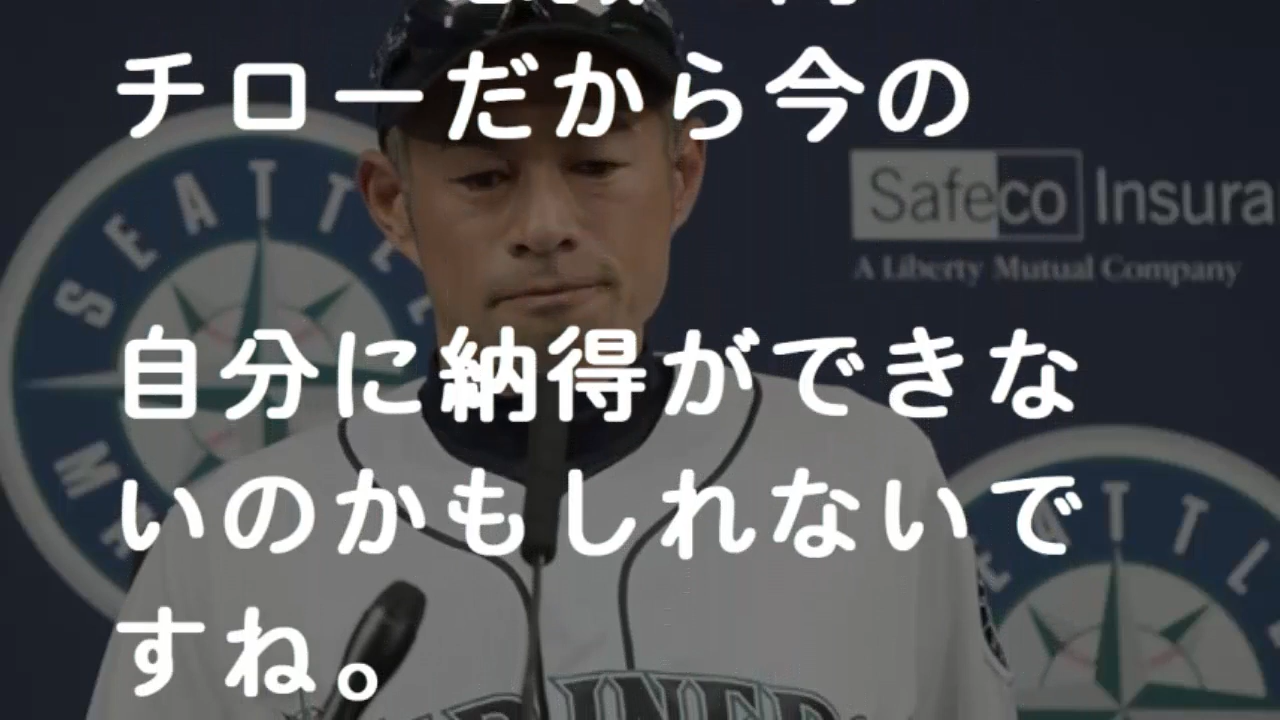 チローだから今の
自分に納得ができな
いのかもしれないで
すね。
SEATTLE
Safeco Insura
A Liberty Mutual Company